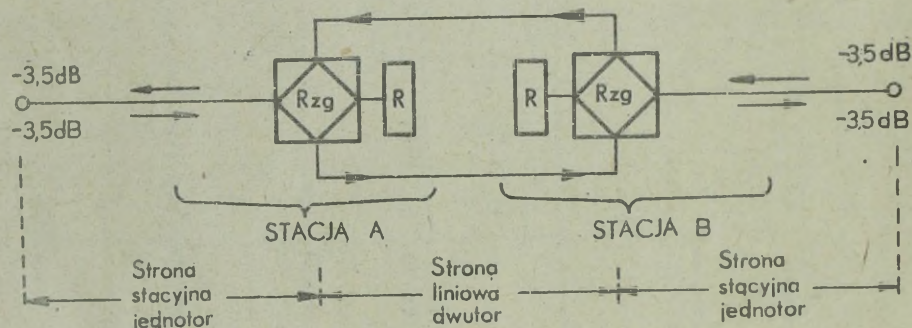 -3,5dB
-3,5dB
Rzg
R
R
Rzg
-3,5dB
-3,5dB
STACJA A
STACJA B
Strona
stacyjna
jednotor
Strona
liniowa
dwutor
Strona
stacyjna
jednotor